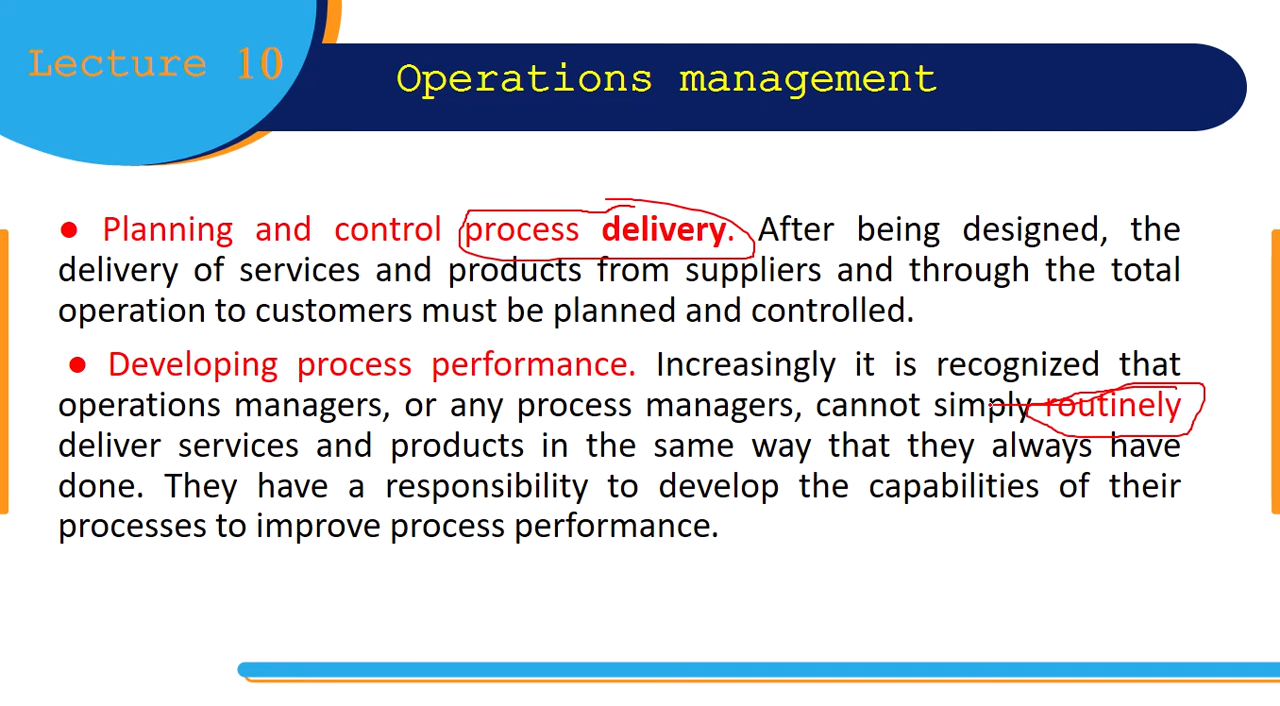 Lecture 10
Operations management
● Planning and control process delivery. After being designed, the
delivery of services and products from suppliers and through the total
operation to customers must be planned and controlled.
● Developing process performance. Increasingly it is recognized that
operations managers, or any process managers, cannot simply routinely
deliver services and products in the same way that they always have
done. They have a responsibility to develop the capabilities of their
processes to improve process performance.